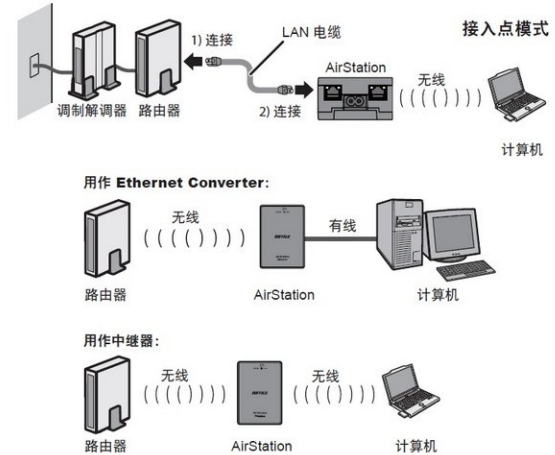 接入点模式
1) 连接
LAN 电缆
AirStation
无线
调制解调器
路由器
2) 连接
计算机
用作 Ethernet Converter:
无线
有线
BUFFALO
路由器
AirStation
计算机
用作中继器:
无线
无线
BUFFALO
路由器
AirStation
计算机